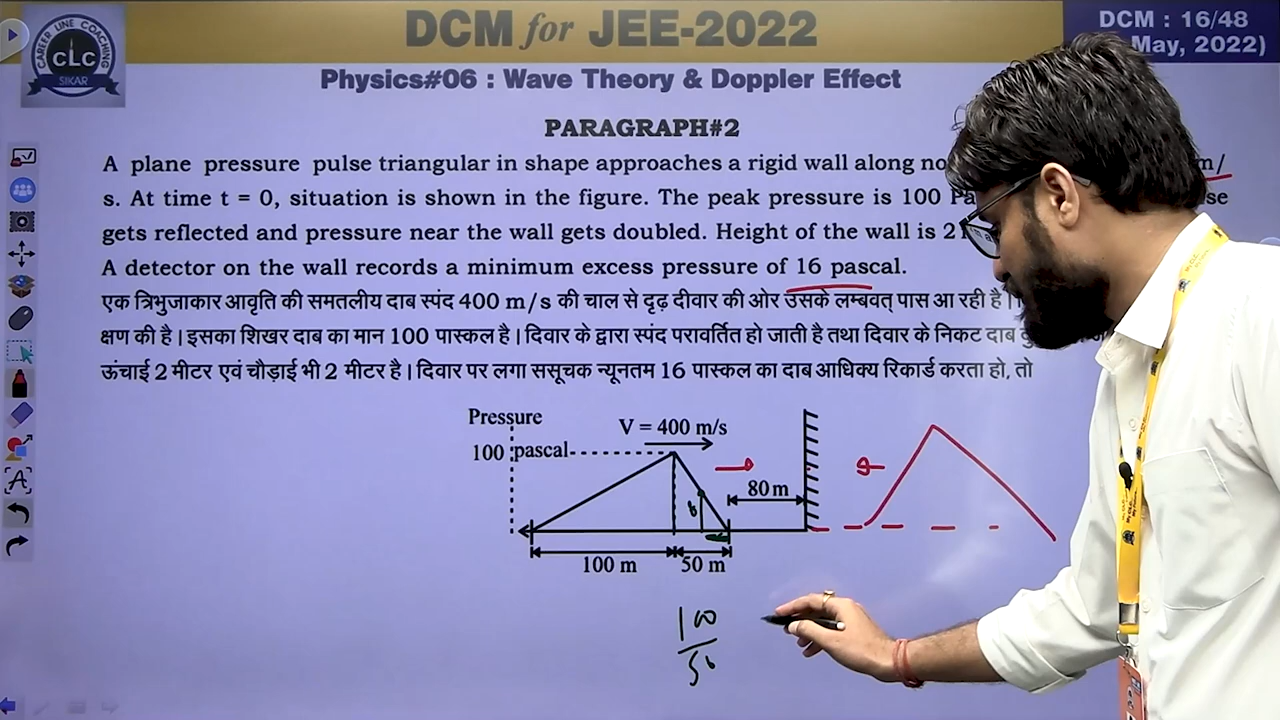 DCM for JEE-2022
DCM : 16/48
May, 2022)
CAREER LINE COACHING
CLC
SIKAR
Physics#06 : Wave Theory & Doppler Effect
PARAGRAPH#2
A plane pressure pulse triangular in shape approaches a rigid wall along no m/
s. At time t = 0, situation is shown in the figure. The peak pressure is 100 Pa se
gets reflected and pressure near the wall gets doubled. Height of the wall is 2
A detector on the wall records a minimum excess pressure of 16 pascal.
एक त्रिभुजाकार आवृति की समतलीय दाब स्पंद 400 m/s की चाल से दृढ़ दीवार की ओर उसके लम्बवत् पास आ रही है।
क्षण की है। इसका शिखर दाब का मान 100 पास्कल है। दिवार के द्वारा स्पंद परावर्तित हो जाती है तथा दिवार के निकट दाब
ऊंचाई 2 मीटर एवं चौड़ाई भी 2 मीटर है। दिवार पर लगा ससूचक न्यूनतम 16 पास्कल का दाब आधिक्य रिकार्ड करता हो, तो
Pressure
V = 400 m/s
100 pascal
80 m
8
100 m
50 m
100
50